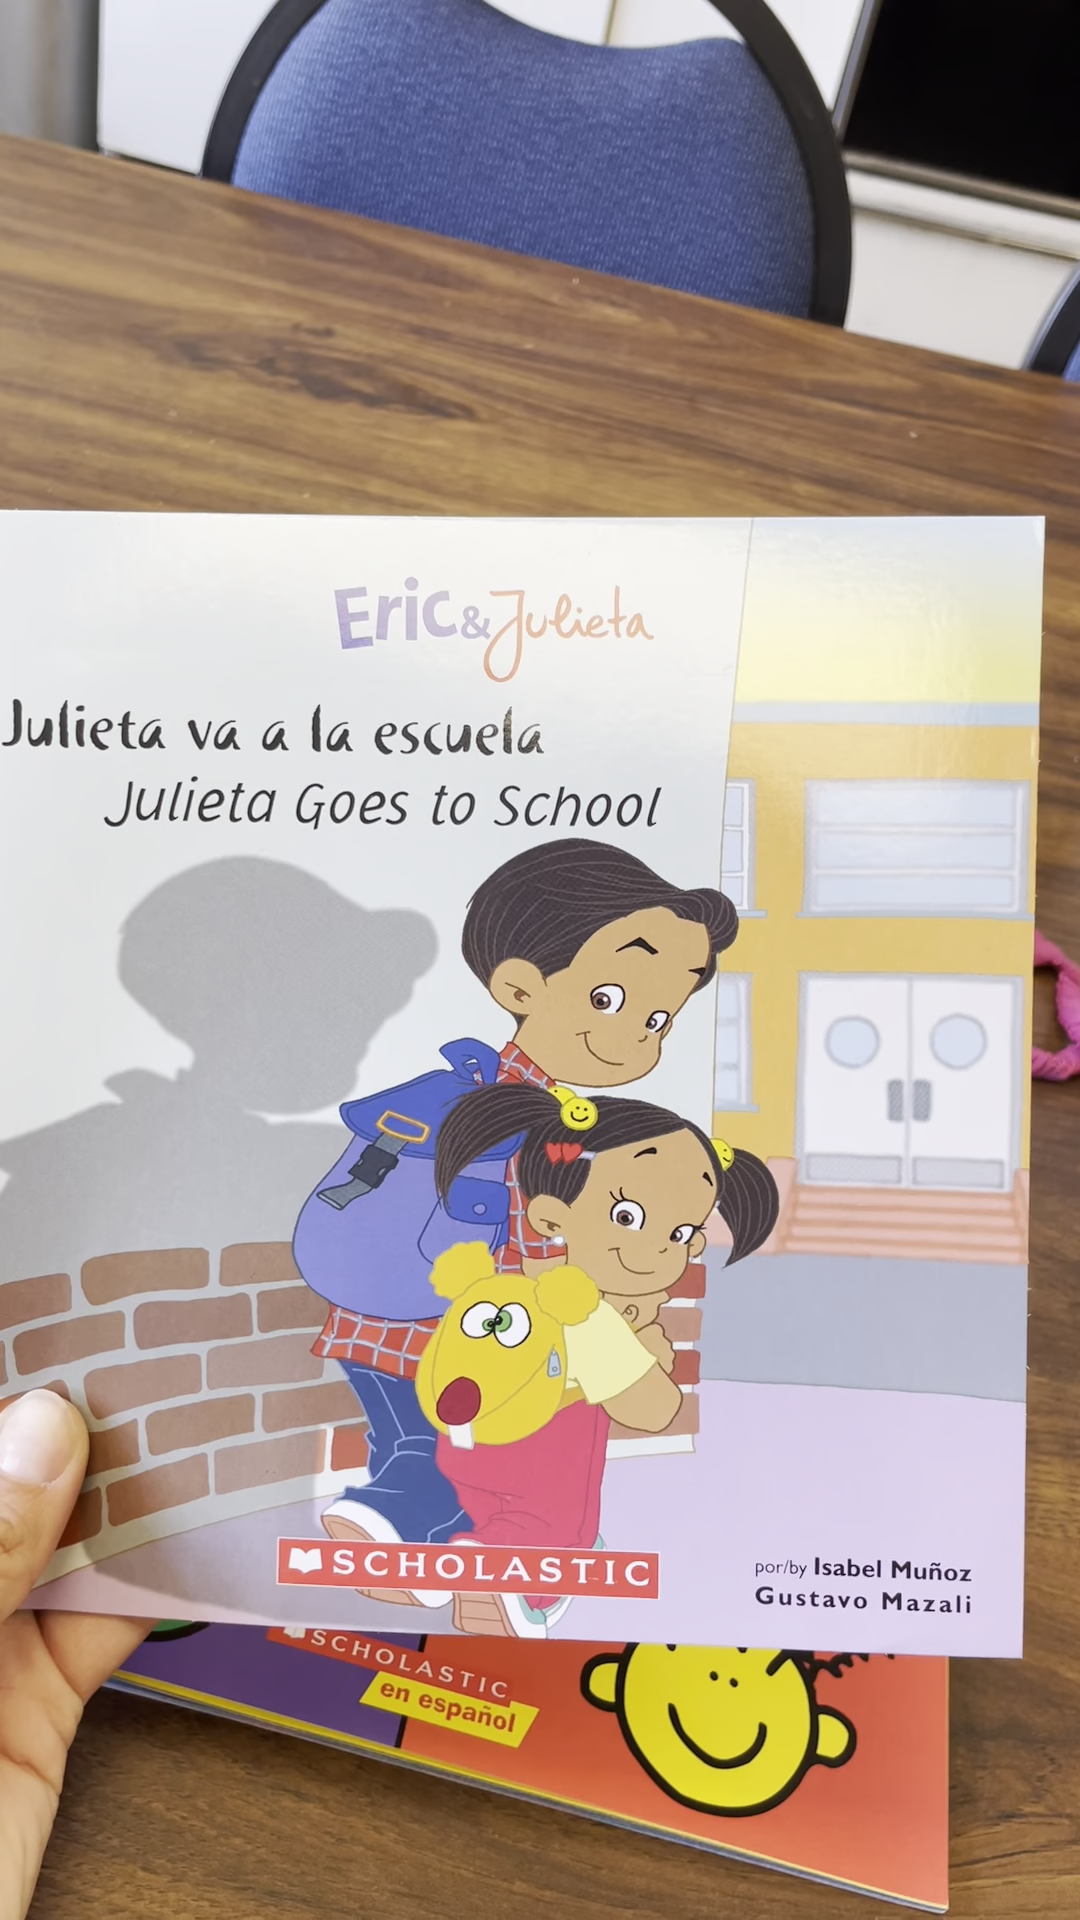 Eric & Julieta
Julieta va a la escuela
Julieta Goes to School
SCHOLASTIC
por/by Isabel Muñoz
Gustavo Mazali
SCHOLASTIC
en español